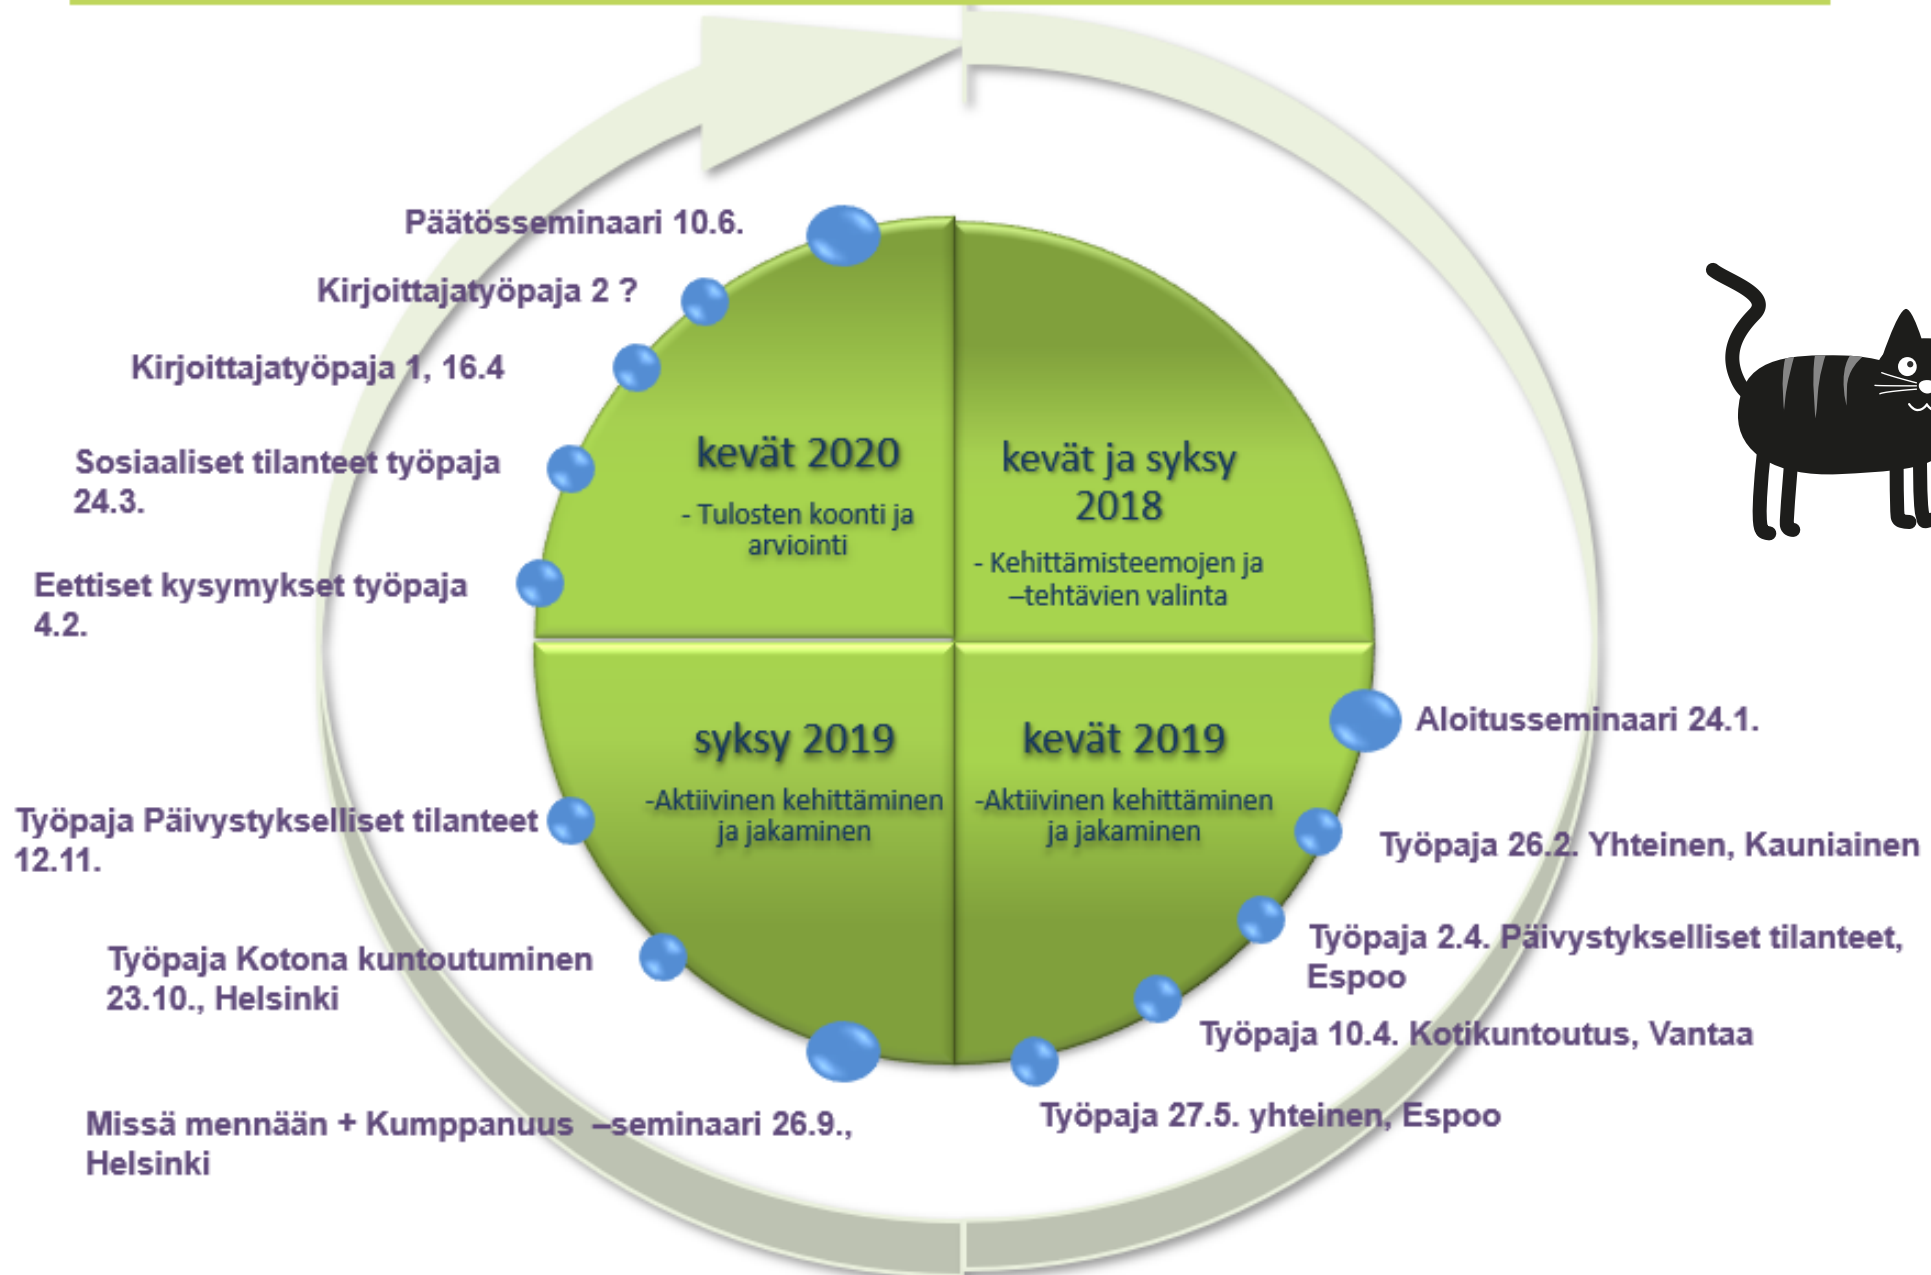 Päätösseminaari 10.6.
Kirjoittajatyöpaja 2 ?
Kirjoittajatyöpaja 1, 16.4
Sosiaaliset tilanteet työpaja
24.3.
Eettiset kysymykset työpaja
4.2.
kevät 2020
- Tulosten koonti ja
arviointi
kevät ja syksy
2018
- Kehittämisteemojen ja
–tehtävien valinta
syksy 2019
-Aktiivinen kehittäminen
ja jakaminen
kevät 2019
-Aktiivinen kehittäminen
ja jakaminen
Aloitusseminaari 24.1.
Työpaja 26.2. Yhteinen, Kauniainen
Työpaja 2.4. Päivystykselliset tilanteet,
Espoo
Työpaja 10.4. Kotikuntoutus, Vantaa
Työpaja 27.5. yhteinen, Espoo
Työpaja Päivystykselliset tilanteet
12.11.
Työpaja Kotona kuntoutuminen
23.10., Helsinki
Missä mennään + Kumppanuus –seminaari 26.9.,
Helsinki